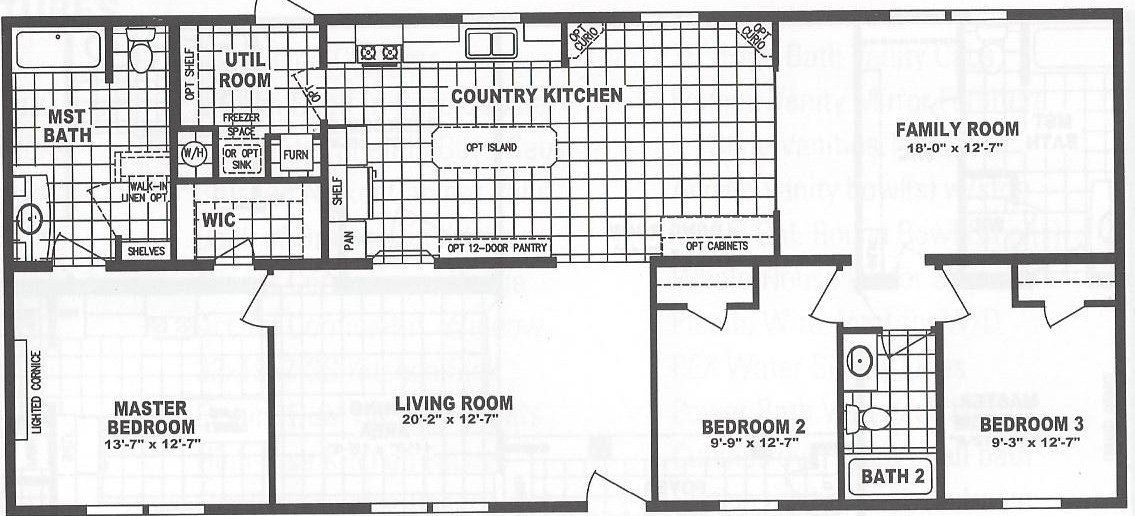 OPT CURIO
OPT CURIO
OPT SHELF
UTIL
ROOM
COUNTRY KITCHEN
MST
BATH
FREEZER
SPACE
FAMILY ROOM
18'-0" x 12'-7"
W/H
OR OPT
SINK
FURN
OPT ISLAND
WALK-IN
LINEN OPT.
SHELF
WIC
SHELVES
PAN
OPT 12-DOOR PANTRY
OPT CABINETS
LIGHTED CORNICE
MASTER
BEDROOM
13'-7" x 12'-7"
LIVING ROOM
20'-2" x 12'-7"
BEDROOM 2
9'-9" x 12'-7"
BEDROOM 3
9'-3" x 12'-7"
BATH 2